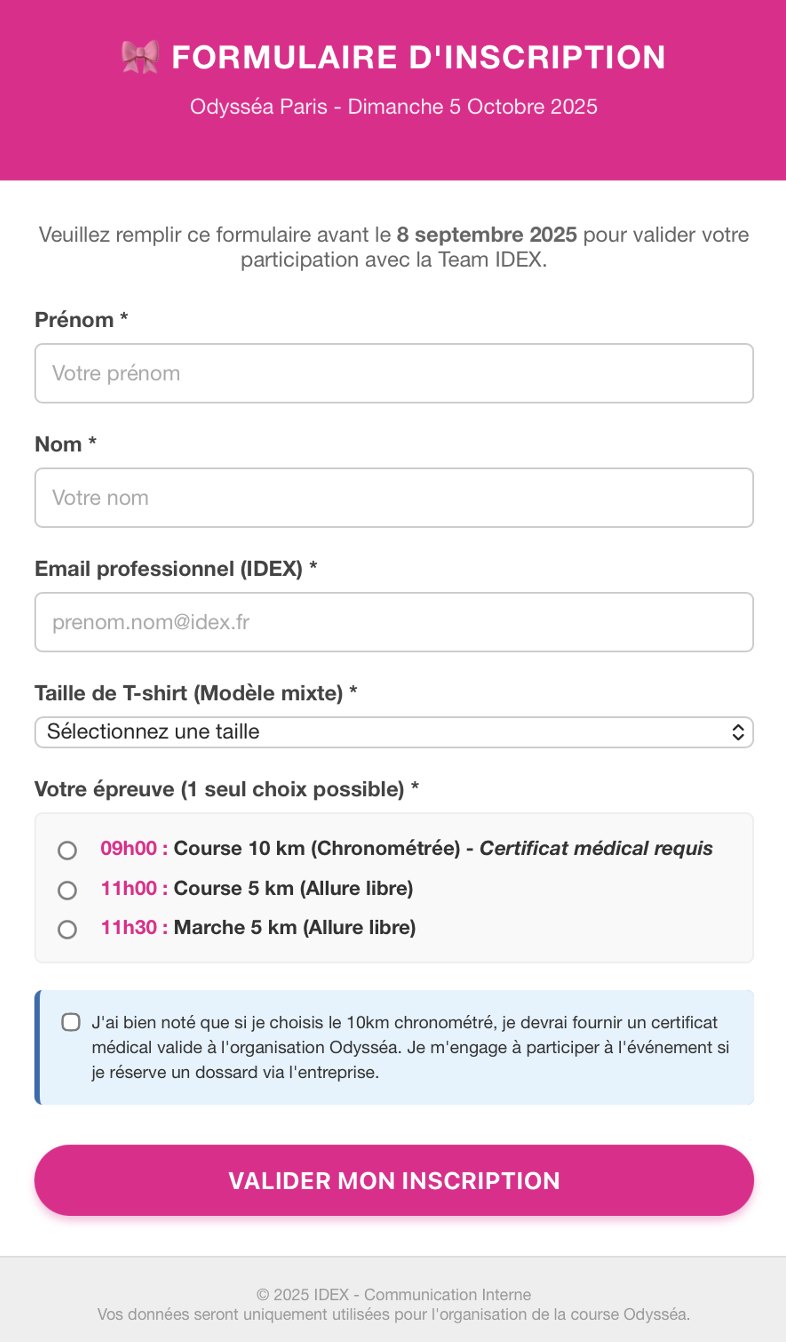 🎀 FORMULAIRE D'INSCRIPTION
Odysséa Paris - Dimanche 5 Octobre 2025
Veuillez remplir ce formulaire avant le 8 septembre 2025 pour valider votre
participation avec la Team IDEX.
Prénom *
Votre prénom
Nom *
Votre nom
Email professionnel (IDEX) *
prenom.nom@idex.fr
Taille de T-shirt (Modèle mixte) *
Sélectionnez une taille
Votre épreuve (1 seul choix possible) *
09h00 : Course 10 km (Chronométrée) - Certificat médical requis
11h00 : Course 5 km (Allure libre)
11h30 : Marche 5 km (Allure libre)
J'ai bien noté que si je choisis le 10km chronométré, je devrai fournir un certificat
médical valide à l'organisation Odysséa. Je m'engage à participer à l'événement si
je réserve un dossard via l'entreprise.
VALIDER MON INSCRIPTION
© 2025 IDEX - Communication Interne
Vos données seront uniquement utilisées pour l'organisation de la course Odysséa.